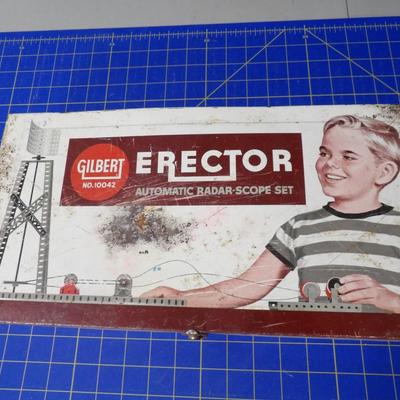 GILBERT
NO. 10042
ERECTOR
AUTOMATIC RADAR-SCOPE SET